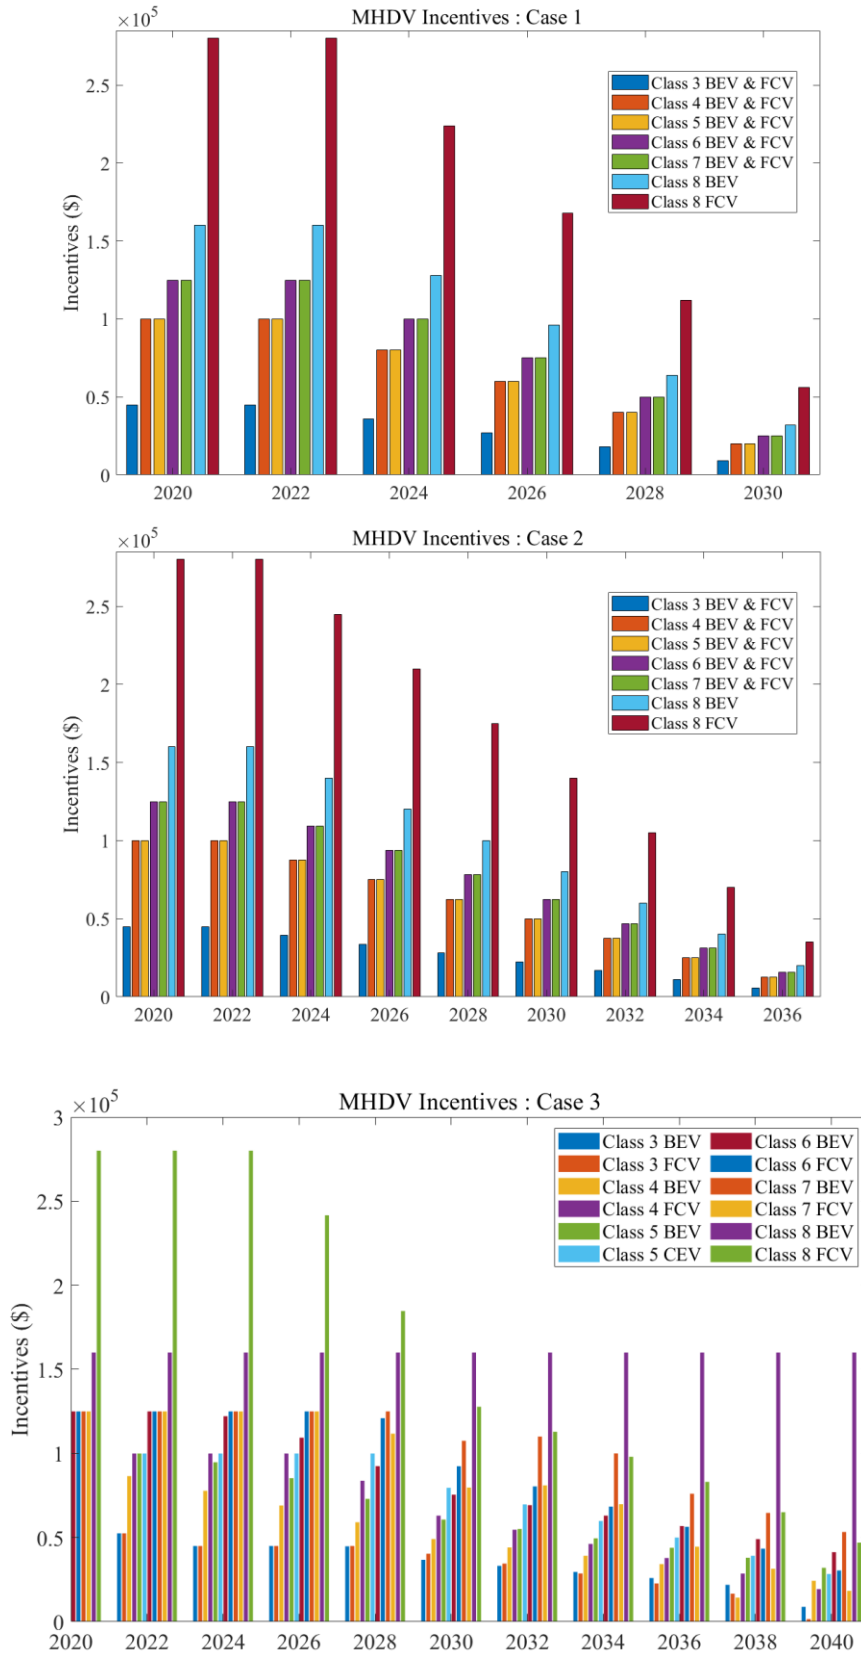 MHDV Incentives : Case 1
×10^5
Incentives ($)
2.5
2
1.5
1
0.5
0
2020 2022 2024 2026 2028 2030
Class 3 BEV & FCV
Class 4 BEV & FCV
Class 5 BEV & FCV
Class 6 BEV & FCV
Class 7 BEV & FCV
Class 8 BEV
Class 8 FCV
MHDV Incentives : Case 2
×10^5
Incentives ($)
2.5
2
1.5
1
0.5
0
2020 2022 2024 2026 2028 2030 2032 2034 2036
Class 3 BEV & FCV
Class 4 BEV & FCV
Class 5 BEV & FCV
Class 6 BEV & FCV
Class 7 BEV & FCV
Class 8 BEV
Class 8 FCV
MHDV Incentives : Case 3
×10^5
Incentives ($)
3
2.5
2
1.5
1
0.5
0
2020 2022 2024 2026 2028 2030 2032 2034 2036 2038 2040
Class 3 BEV
Class 3 FCV
Class 4 BEV
Class 4 FCV
Class 5 BEV
Class 5 CEV
Class 6 BEV
Class 6 FCV
Class 7 BEV
Class 7 FCV
Class 8 BEV
Class 8 FCV